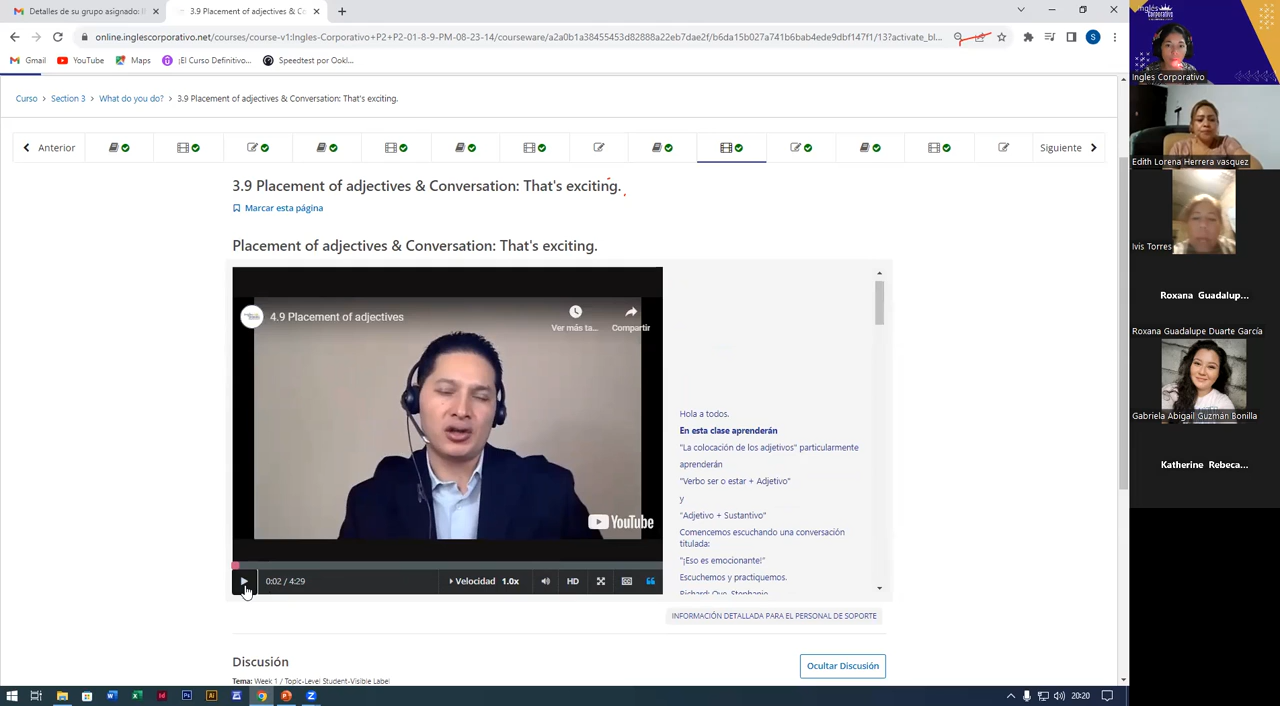 Detalles de su grupo asignado: I
3.9 Placement of adjectives & Co
online.inglescorporativo.net/courses/course-v1:Ingles-Corporativo+P2+P2-01-8-9-PM-08-23-14/courseware/a2a0b1a38455453d82888a22eb7dae2f/b6da15b027a741b6bab4ede9dbf147f1/13?activate_bl...
S
Gmail
YouTube
Maps
¡El Curso Definitivo...
Speedtest por Ookl...
Curso > Section 3 > What do you do? > 3.9 Placement of adjectives & Conversation: That's exciting.
Anterior
Siguiente
3.9 Placement of adjectives & Conversation: That's exciting.
Marcar esta página
Placement of adjectives & Conversation: That's exciting.
4.9 Placement of adjectives
Ver más ta...
Compartir
YouTube
0:02 / 4:29
Velocidad 1.0x
HD
Hola a todos.
En esta clase aprenderán
"La colocación de los adjetivos" particularmente
aprenderán
"Verbo ser o estar + Adjetivo"
y
"Adjetivo + Sustantivo"
Comencemos escuchando una conversación
titulada:
"¡Eso es emocionante!"
Escuchemos y practiquemos.
Richard: Oye, Stephanie
INFORMACIÓN DETALLADA PARA EL PERSONAL DE SOPORTE
Discusión
Ocultar Discusión
Tema: Week 1 / Topic-Level Student-Visible Label
20:20
Inglés
Corporativo
Ingles Corporativo
Edith Lorena Herrera vasquez
Ivis Torres
Roxana Guadalup...
Roxana Guadalupe Duarte García
Gabriela Abigail Guzmán Bonilla
Katherine Rebeca...